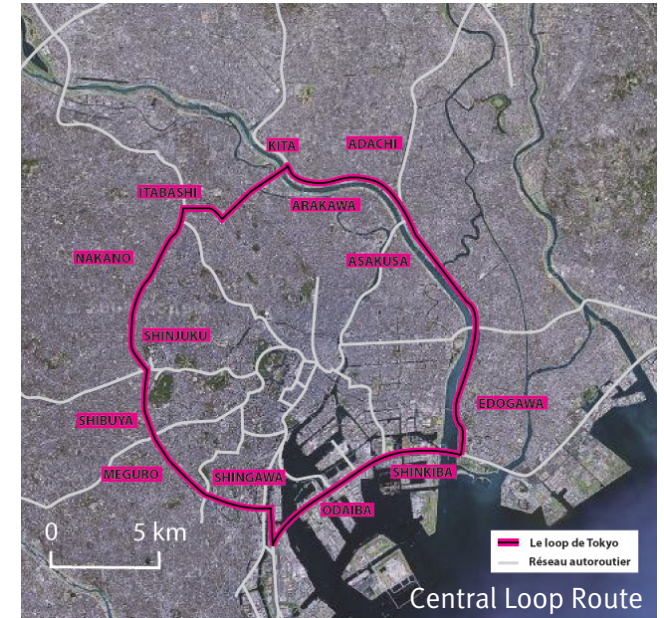 KITA
ADACHI
ITABASHI
ARAKAWA
NAKANO
ASAKUSA
SHINJUKU
EDOGAWA
SHIBUYA
MEGURO
SHINGAWA
SHINKIBA
ODAIBA
0 5 km
Le loop de Tokyo
Réseau autoroutier
Central Loop Route